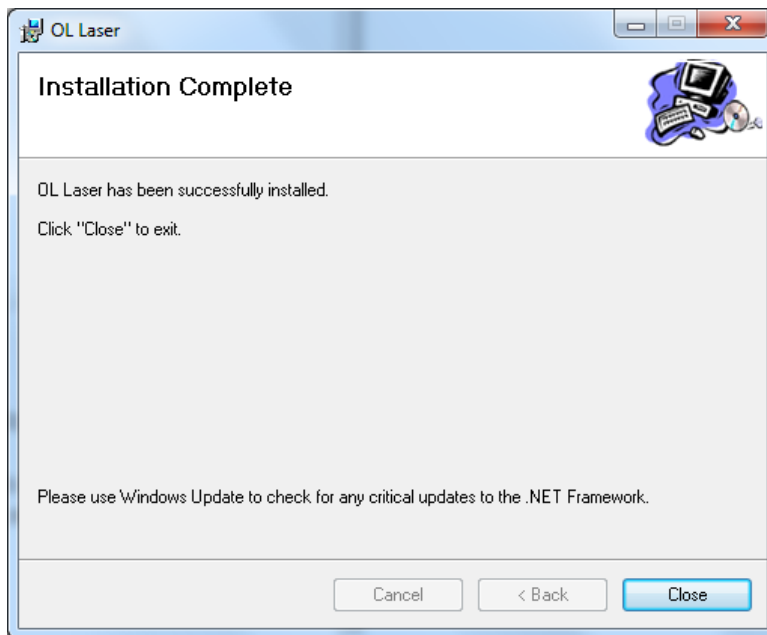 OL Laser
Installation Complete
OL Laser has been successfully installed.
Click "Close" to exit.
Please use Windows Update to check for any critical updates to the .NET Framework.
Cancel
< Back
Close